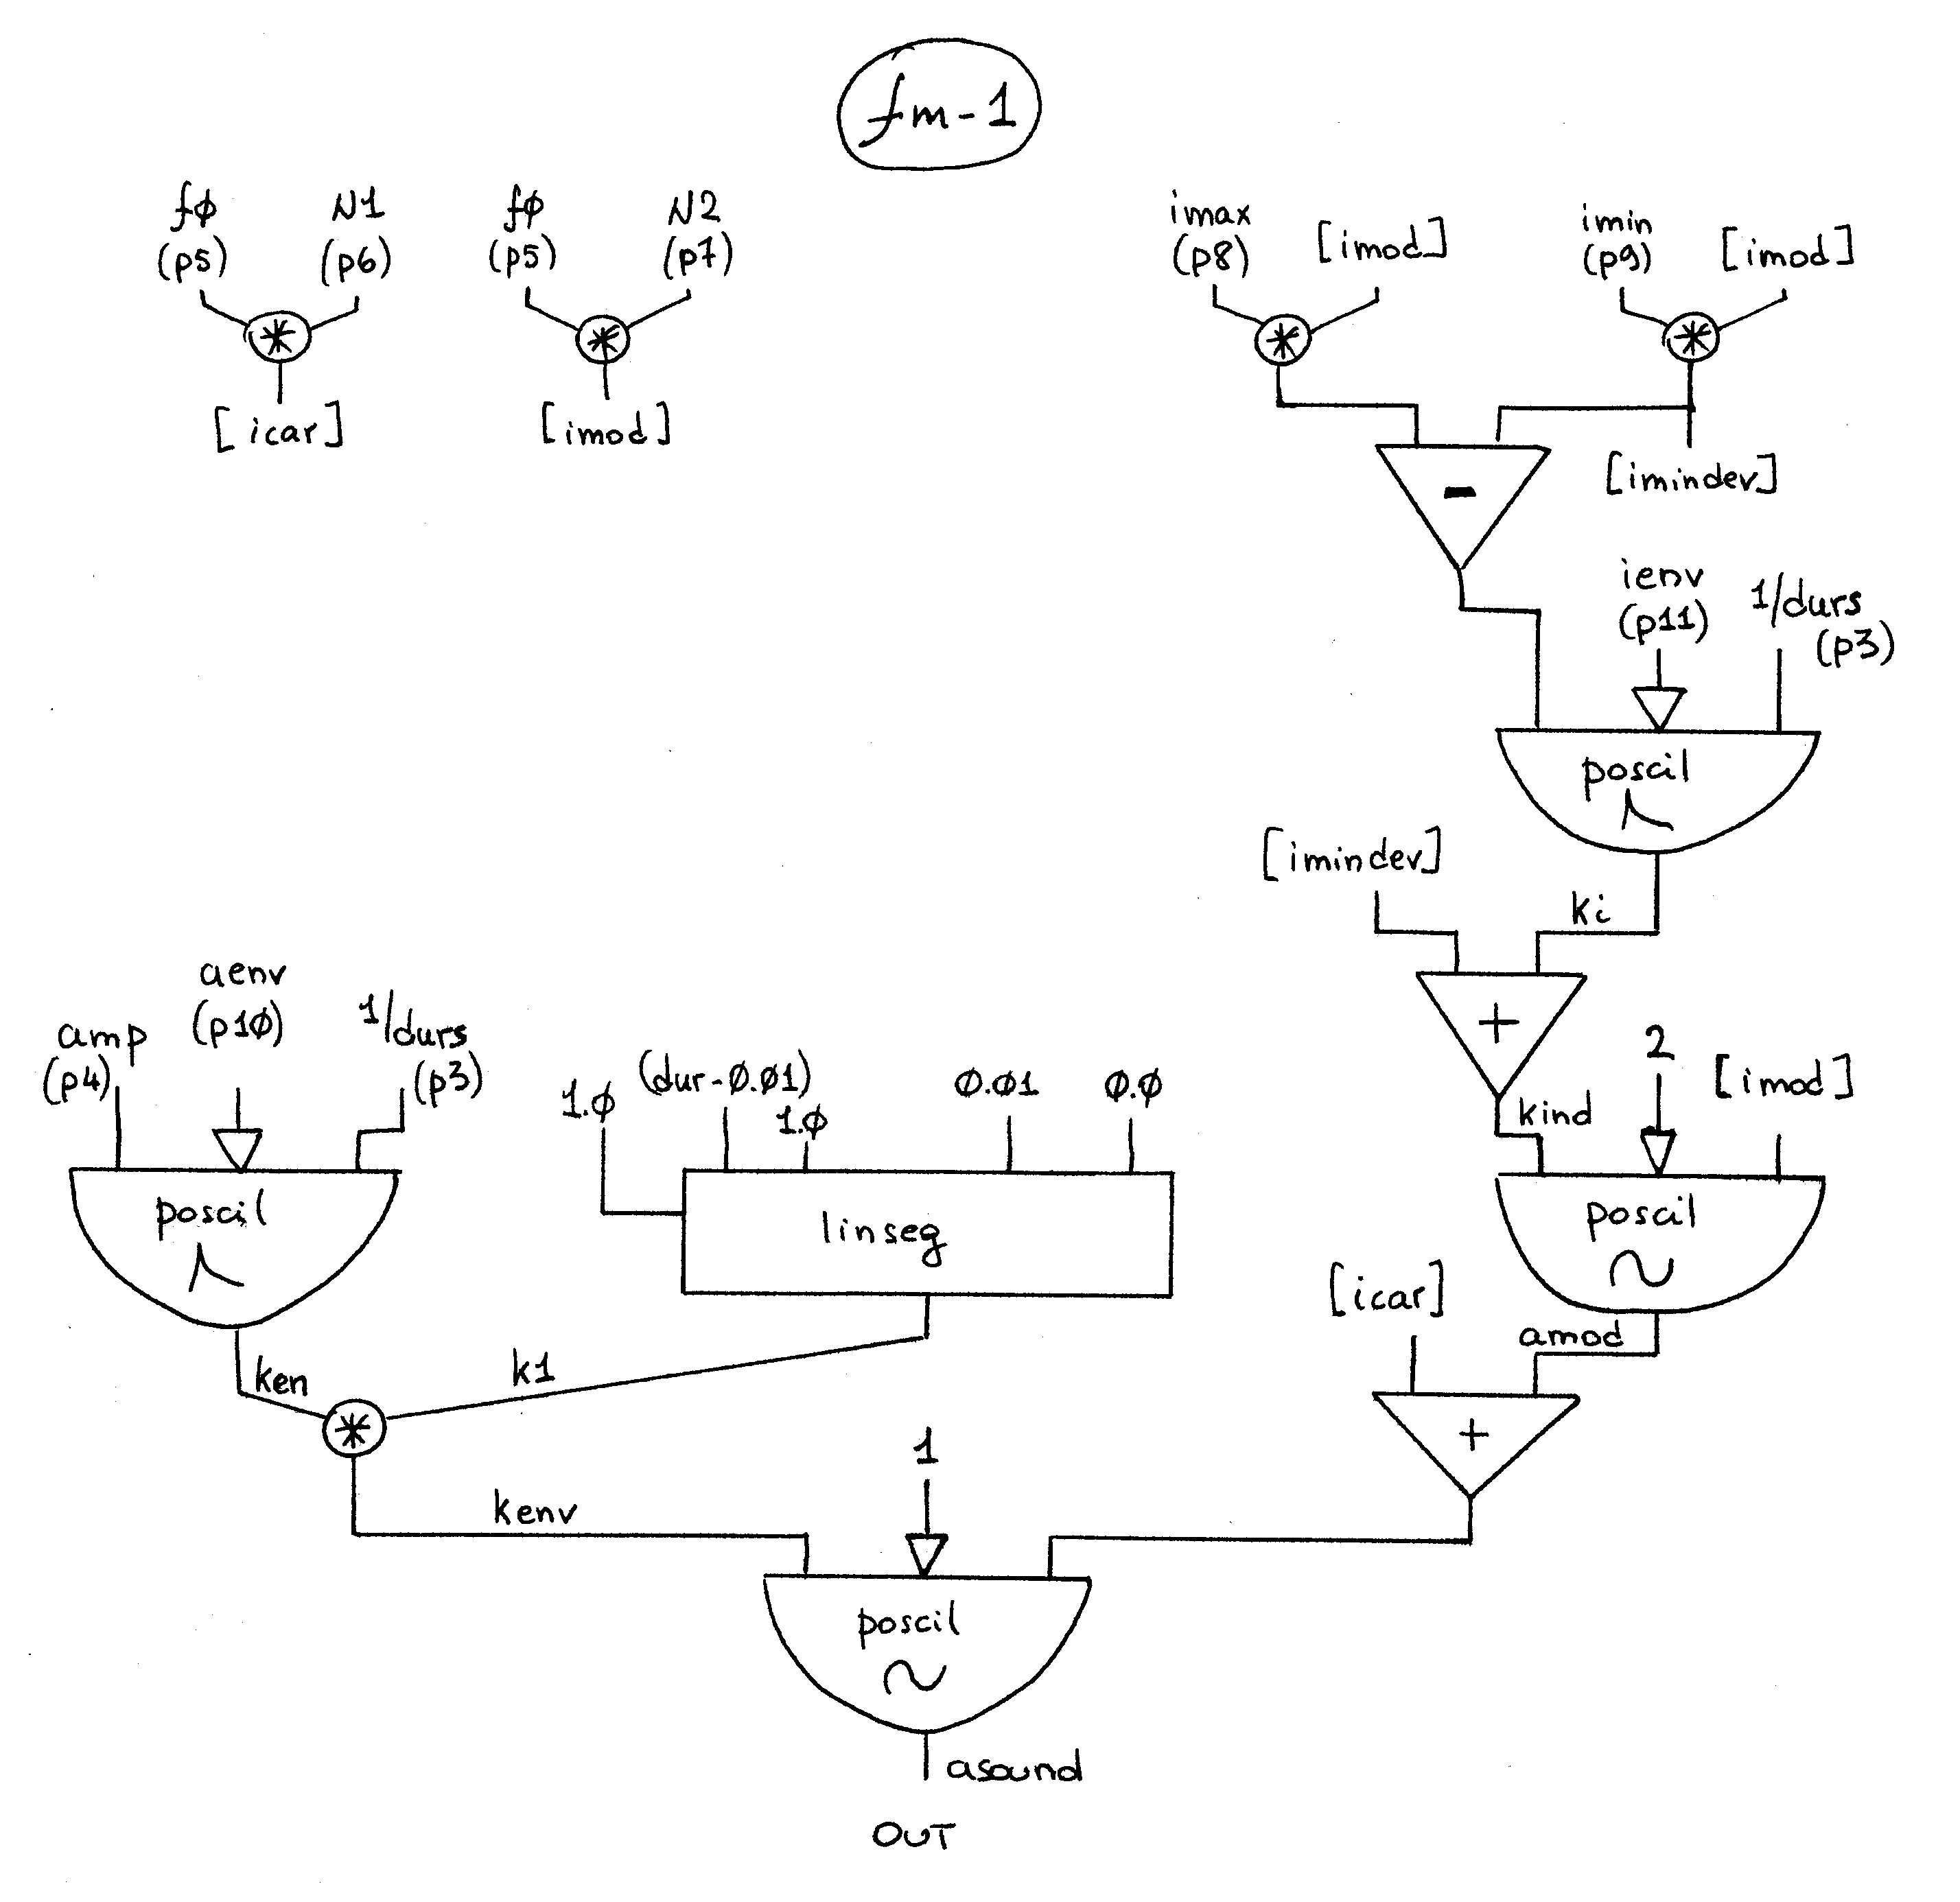 fm-1
fϕ
(p5)
N1
(p6)
*
[icar]
fϕ
(p5)
N2
(p7)
*
[imod]
imax
(p8)
[imod]
*
imin
(p9)
[imod]
*
[imindev]
-
ienv
(p11)
1/durs
(p3)
poscil
[imindev]
ki
+
kind
2
[imod]
poscil
[icar]
amod
+
amp
(p4)
aenv
(p1ϕ)
1/durs
(p3)
poscil
ken
1.ϕ
(dur-ϕ.ϕ1)
1.ϕ
ϕ.ϕ1
ϕ.ϕ
linseg
k1
*
kenv
1
poscil
asound
OUT